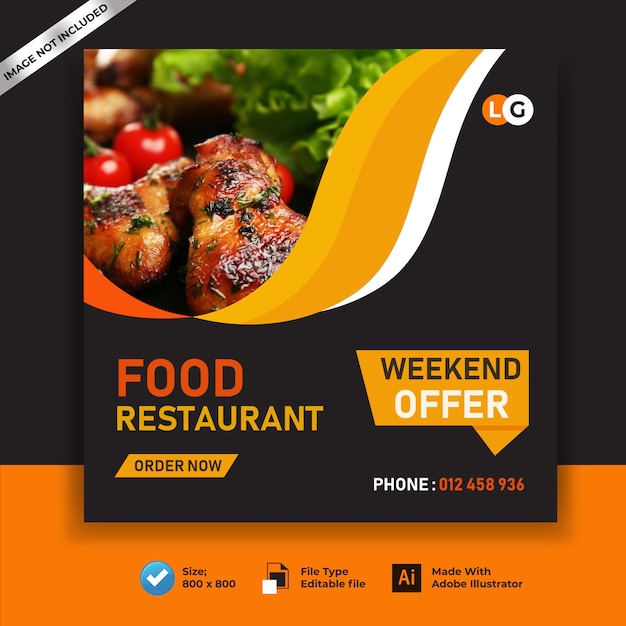 IMAGE NOT INCLUDED
L G
FOOD
RESTAURANT
ORDER NOW
WEEKEND
OFFER
PHONE : 012 458 936
Size;
800 x 800
File Type
Editable file
Ai
Made With
Adobe Illustrator